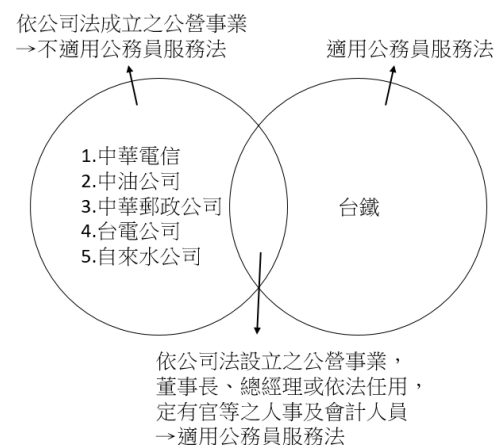 依公司法成立之公營事業
→不適用公務員服務法
適用公務員服務法
1.中華電信
2.中油公司
3.中華郵政公司
4.台電公司
5.自來水公司
台鐵
依公司法設立之公營事業，
董事長、總經理或依法任用，
定有官等之人事及會計人員
→適用公務員服務法